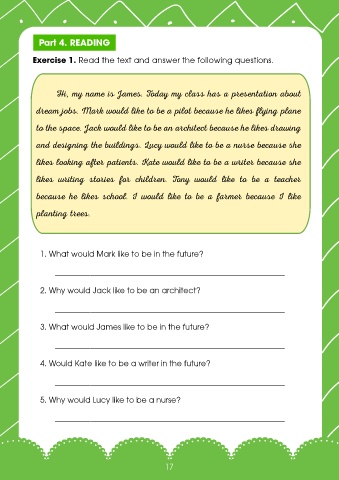 Part 4. READING
Exercise 1. Read the text and answer the following questions.
Hi, my name is James. Today my class has a presentation about
dream jobs. Mark would like to be a pilot because he likes flying plane
to the space. Jack would like to be an architect because he likes drawing
and designing the buildings. Lucy would like to be a nurse because she
likes looking after patients. Kate would like to be a writer because she
likes writing stories for children. Tony would like to be a teacher
because he likes school. I would like to be a farmer because I like
planting trees.
1. What would Mark like to be in the future?
2. Why would Jack like to be an architect?
3. What would James like to be in the future?
4. Would Kate like to be a writer in the future?
5. Why would Lucy like to be a nurse?
17